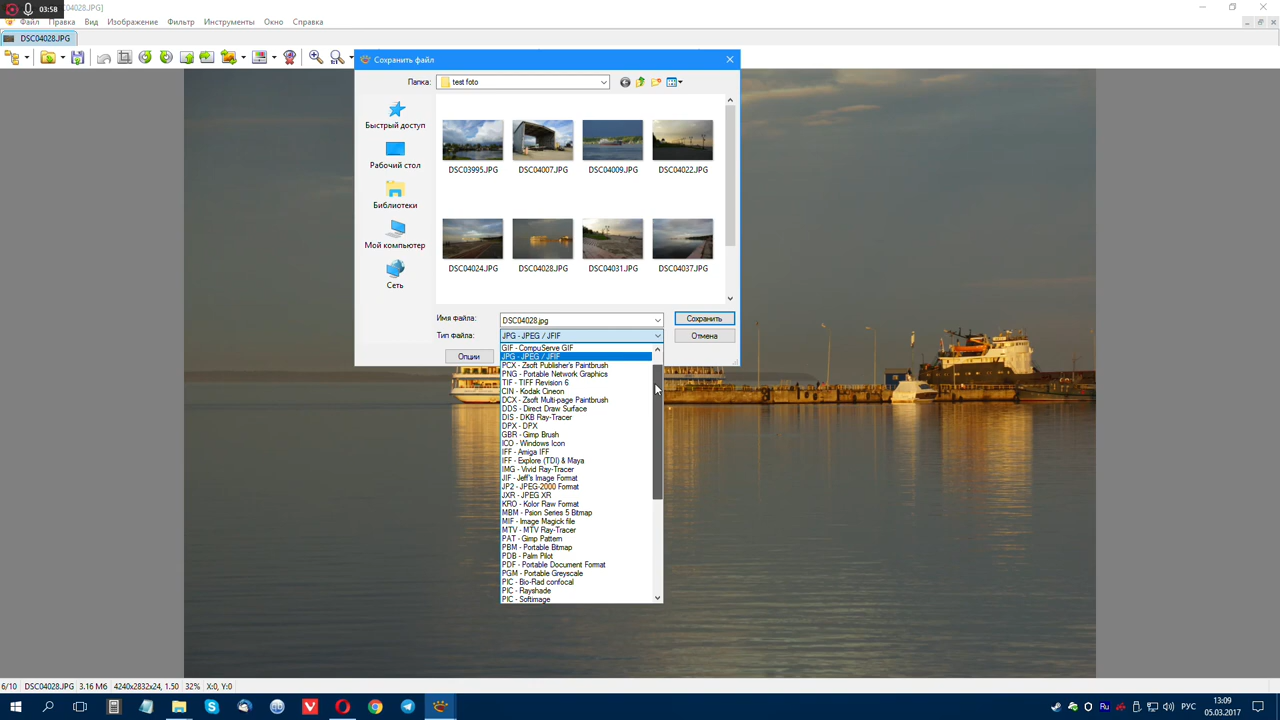 03:58
DSC04028.JPG]
Файл Правка Вид Изображение Фильтр Инструменты Окно Справка
DSC04028.JPG
Сохранить файл
Папка: test foto
Быстрый доступ
Рабочий стол
Библиотеки
Мой компьютер
Сеть
DSC03995.JPG DSC04007.JPG DSC04009.JPG DSC04022.JPG
DSC04024.JPG DSC04028.JPG DSC04031.JPG DSC04037.JPG
Имя файла: DSC04028.jpg Сохранить
Тип файла: JPG - JPEG / JFIF Отмена
Опции
GIF - CompuServe GIF
JPG - JPEG / JFIF
PCX - Zsoft Publisher's Paintbrush
PNG - Portable Network Graphics
TIF - TIFF Revision 6
CIN - Kodak Cineon
DCX - Zsoft Multi-page Paintbrush
DDS - Direct Draw Surface
DIS - DKB Ray-Tracer
DPX - DPX
GBR - Gimp Brush
ICO - Windows Icon
IFF - Amiga IFF
IFF - Explore (TDI) & Maya
IMG - Vivid Ray-Tracer
JIF - Jeff's Image Format
JP2 - JPEG-2000 Format
JXR - JPEG XR
KRO - Kolor Raw Format
MBM - Psion Series 5 Bitmap
MIF - Image Magick file
MTV - MTV Ray-Tracer
PAT - Gimp Pattern
PBM - Portable Bitmap
PDB - Palm Pilot
PDF - Portable Document Format
PGM - Portable Greyscale
PIC - Bio-Rad confocal
PIC - Rayshade
PIC - Softimage
6/10 DSC04028.JPG 3.16 Мб 4240x2832x24, 1.50 32% X:0, Y:0
Ru РУС 13:09
05.03.2017